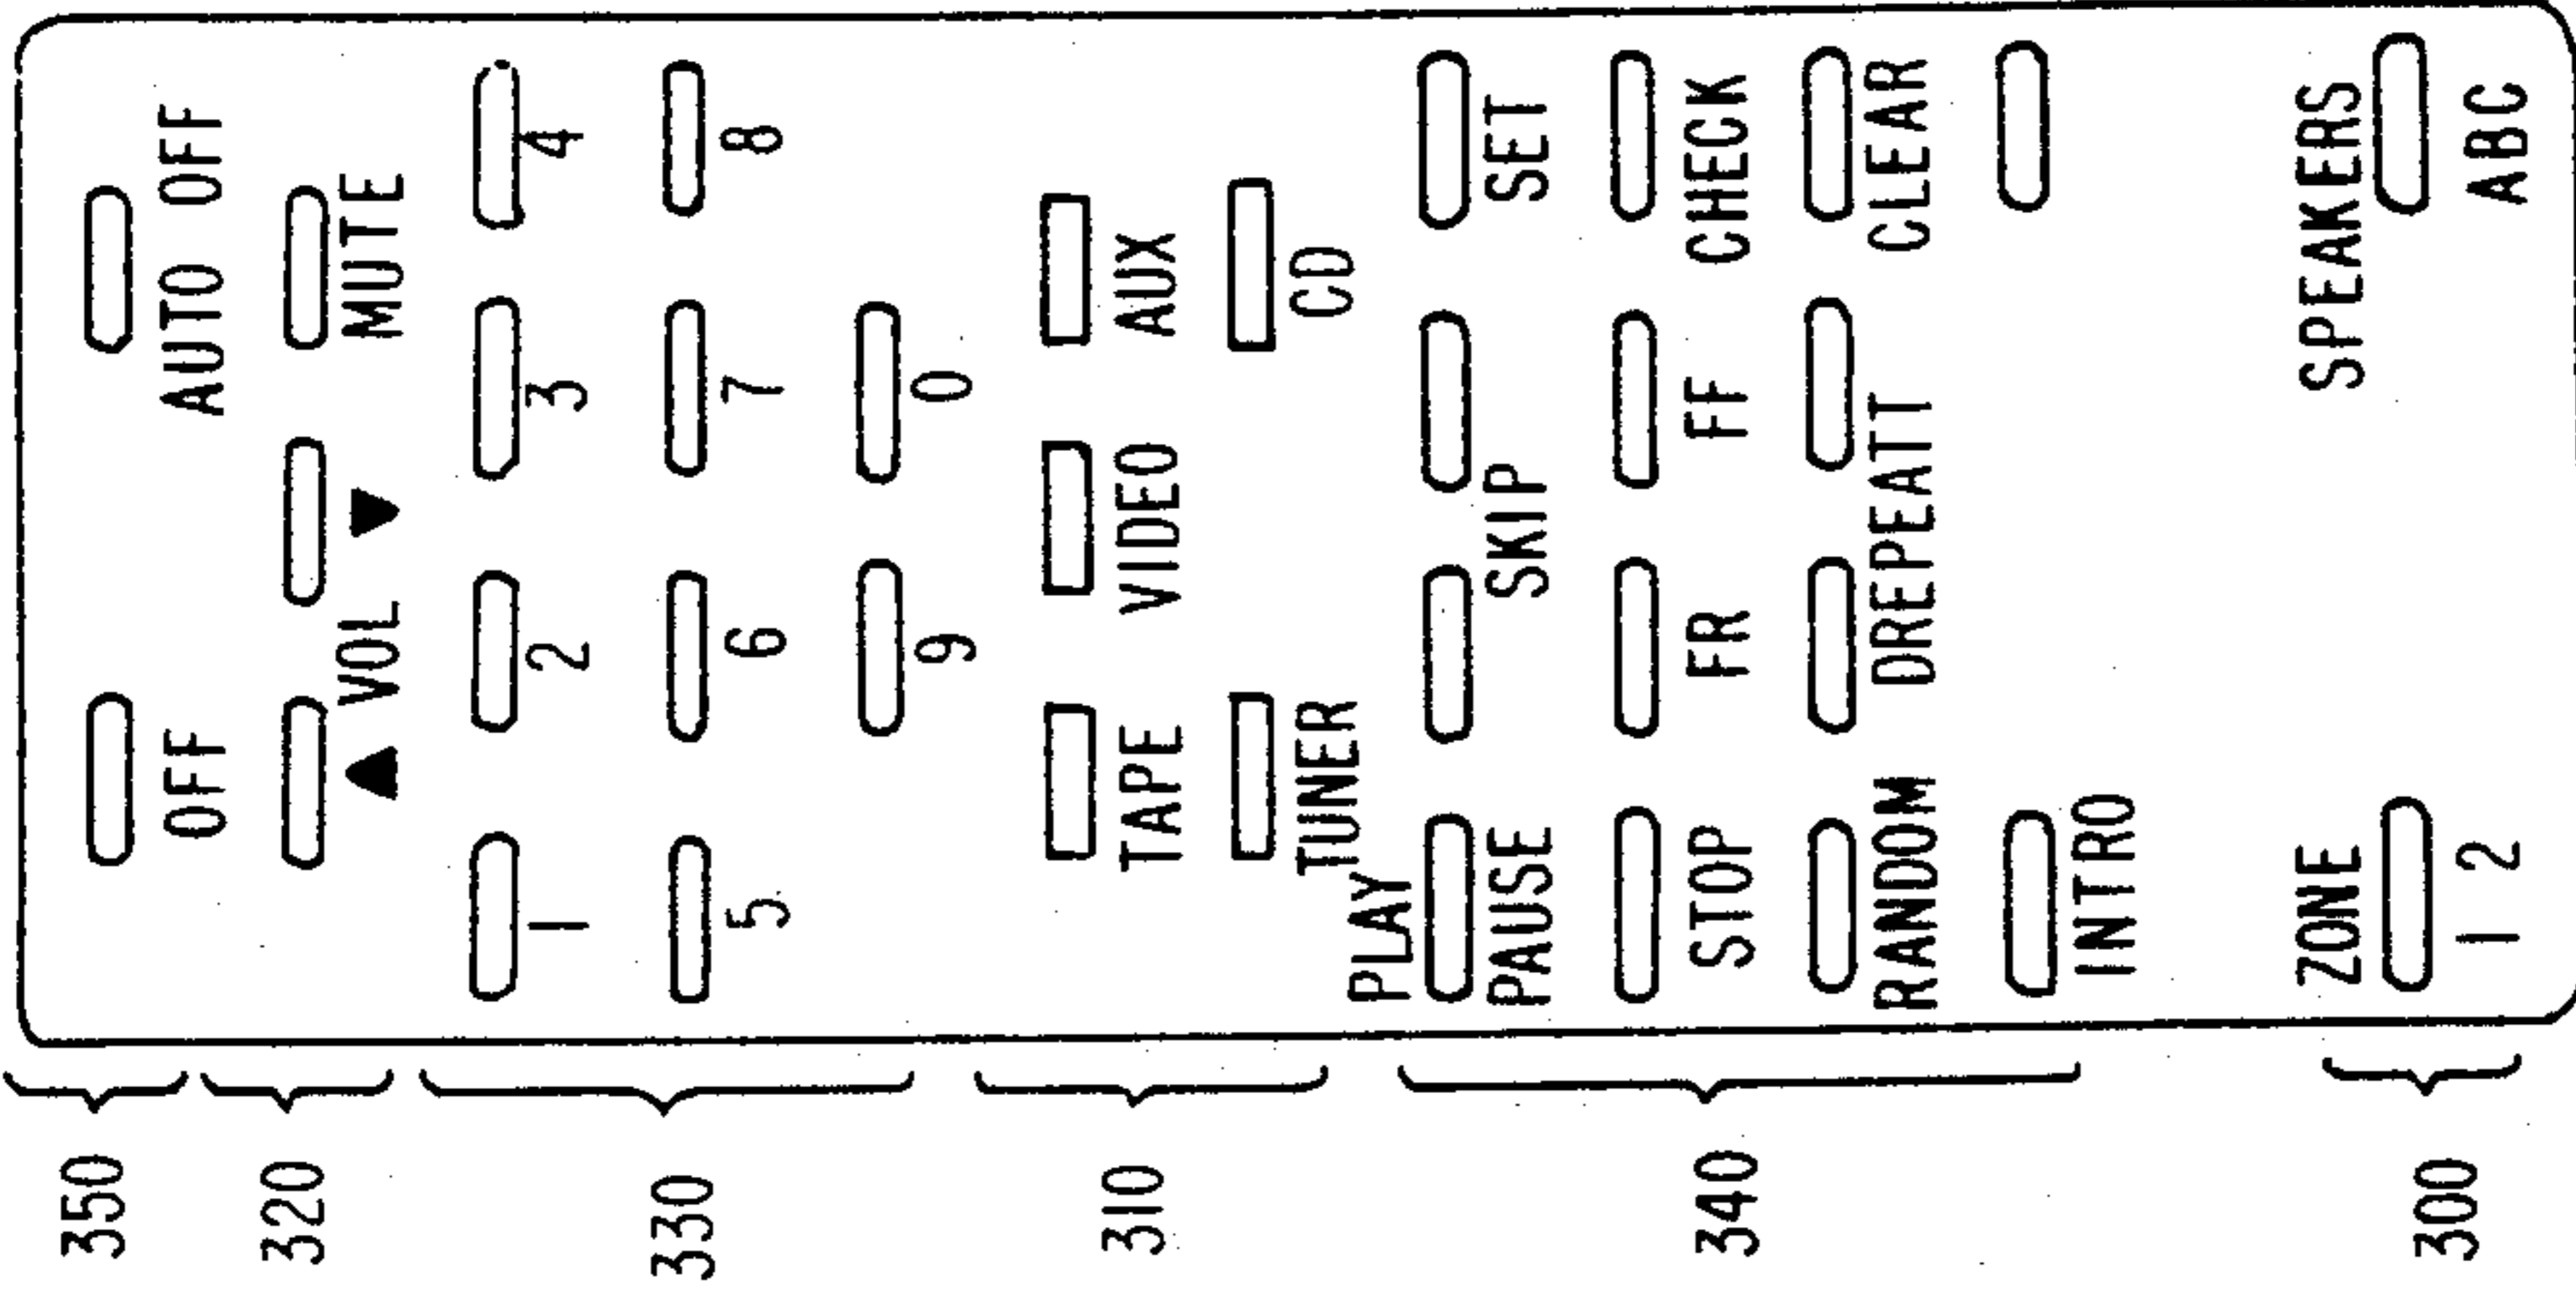 350
OFF AUTO OFF
320
▲ VOL ▼ MUTE
330
1 2 3 4
5 6 7 8
9 0
310
TAPE VIDEO AUX
TUNER CD
340
PLAY
PAUSE SKIP SET
STOP FR FF CHECK
RANDOM DREPEATT CLEAR
INTRO
300
ZONE SPEAKERS
1 2 ABC